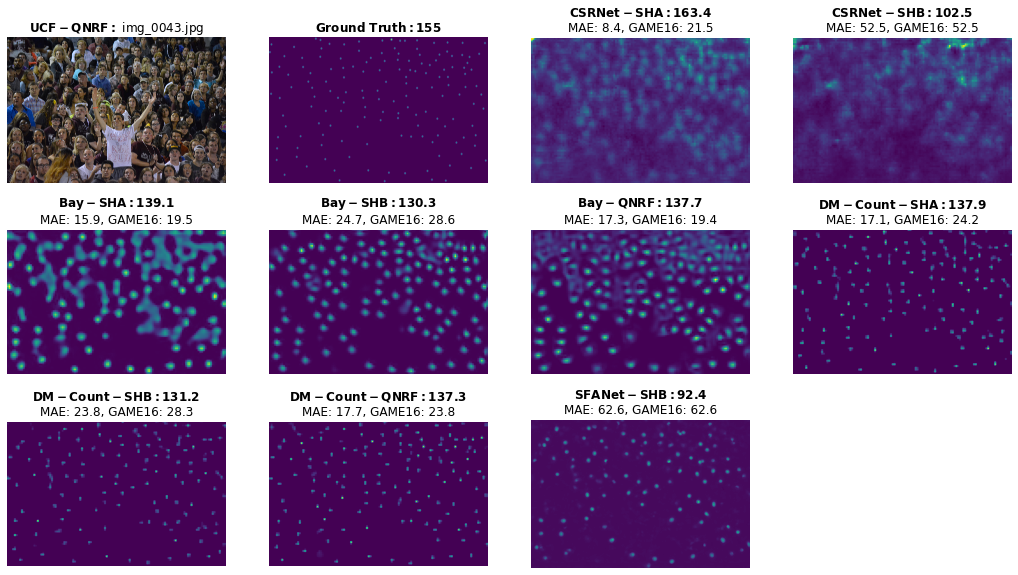 UCF − QNRF: img_0043.jpg
Ground Truth: 155
CSRNet − SHA: 163.4
MAE: 8.4, GAME16: 21.5
CSRNet − SHB: 102.5
MAE: 52.5, GAME16: 52.5
Bay − SHA: 139.1
MAE: 15.9, GAME16: 19.5
Bay − SHB: 130.3
MAE: 24.7, GAME16: 28.6
Bay − QNRF: 137.7
MAE: 17.3, GAME16: 19.4
DM − Count − SHA: 137.9
MAE: 17.1, GAME16: 24.2
DM − Count − SHB: 131.2
MAE: 23.8, GAME16: 28.3
DM − Count − QNRF: 137.3
MAE: 17.7, GAME16: 23.8
SFANet − SHB: 92.4
MAE: 62.6, GAME16: 62.6